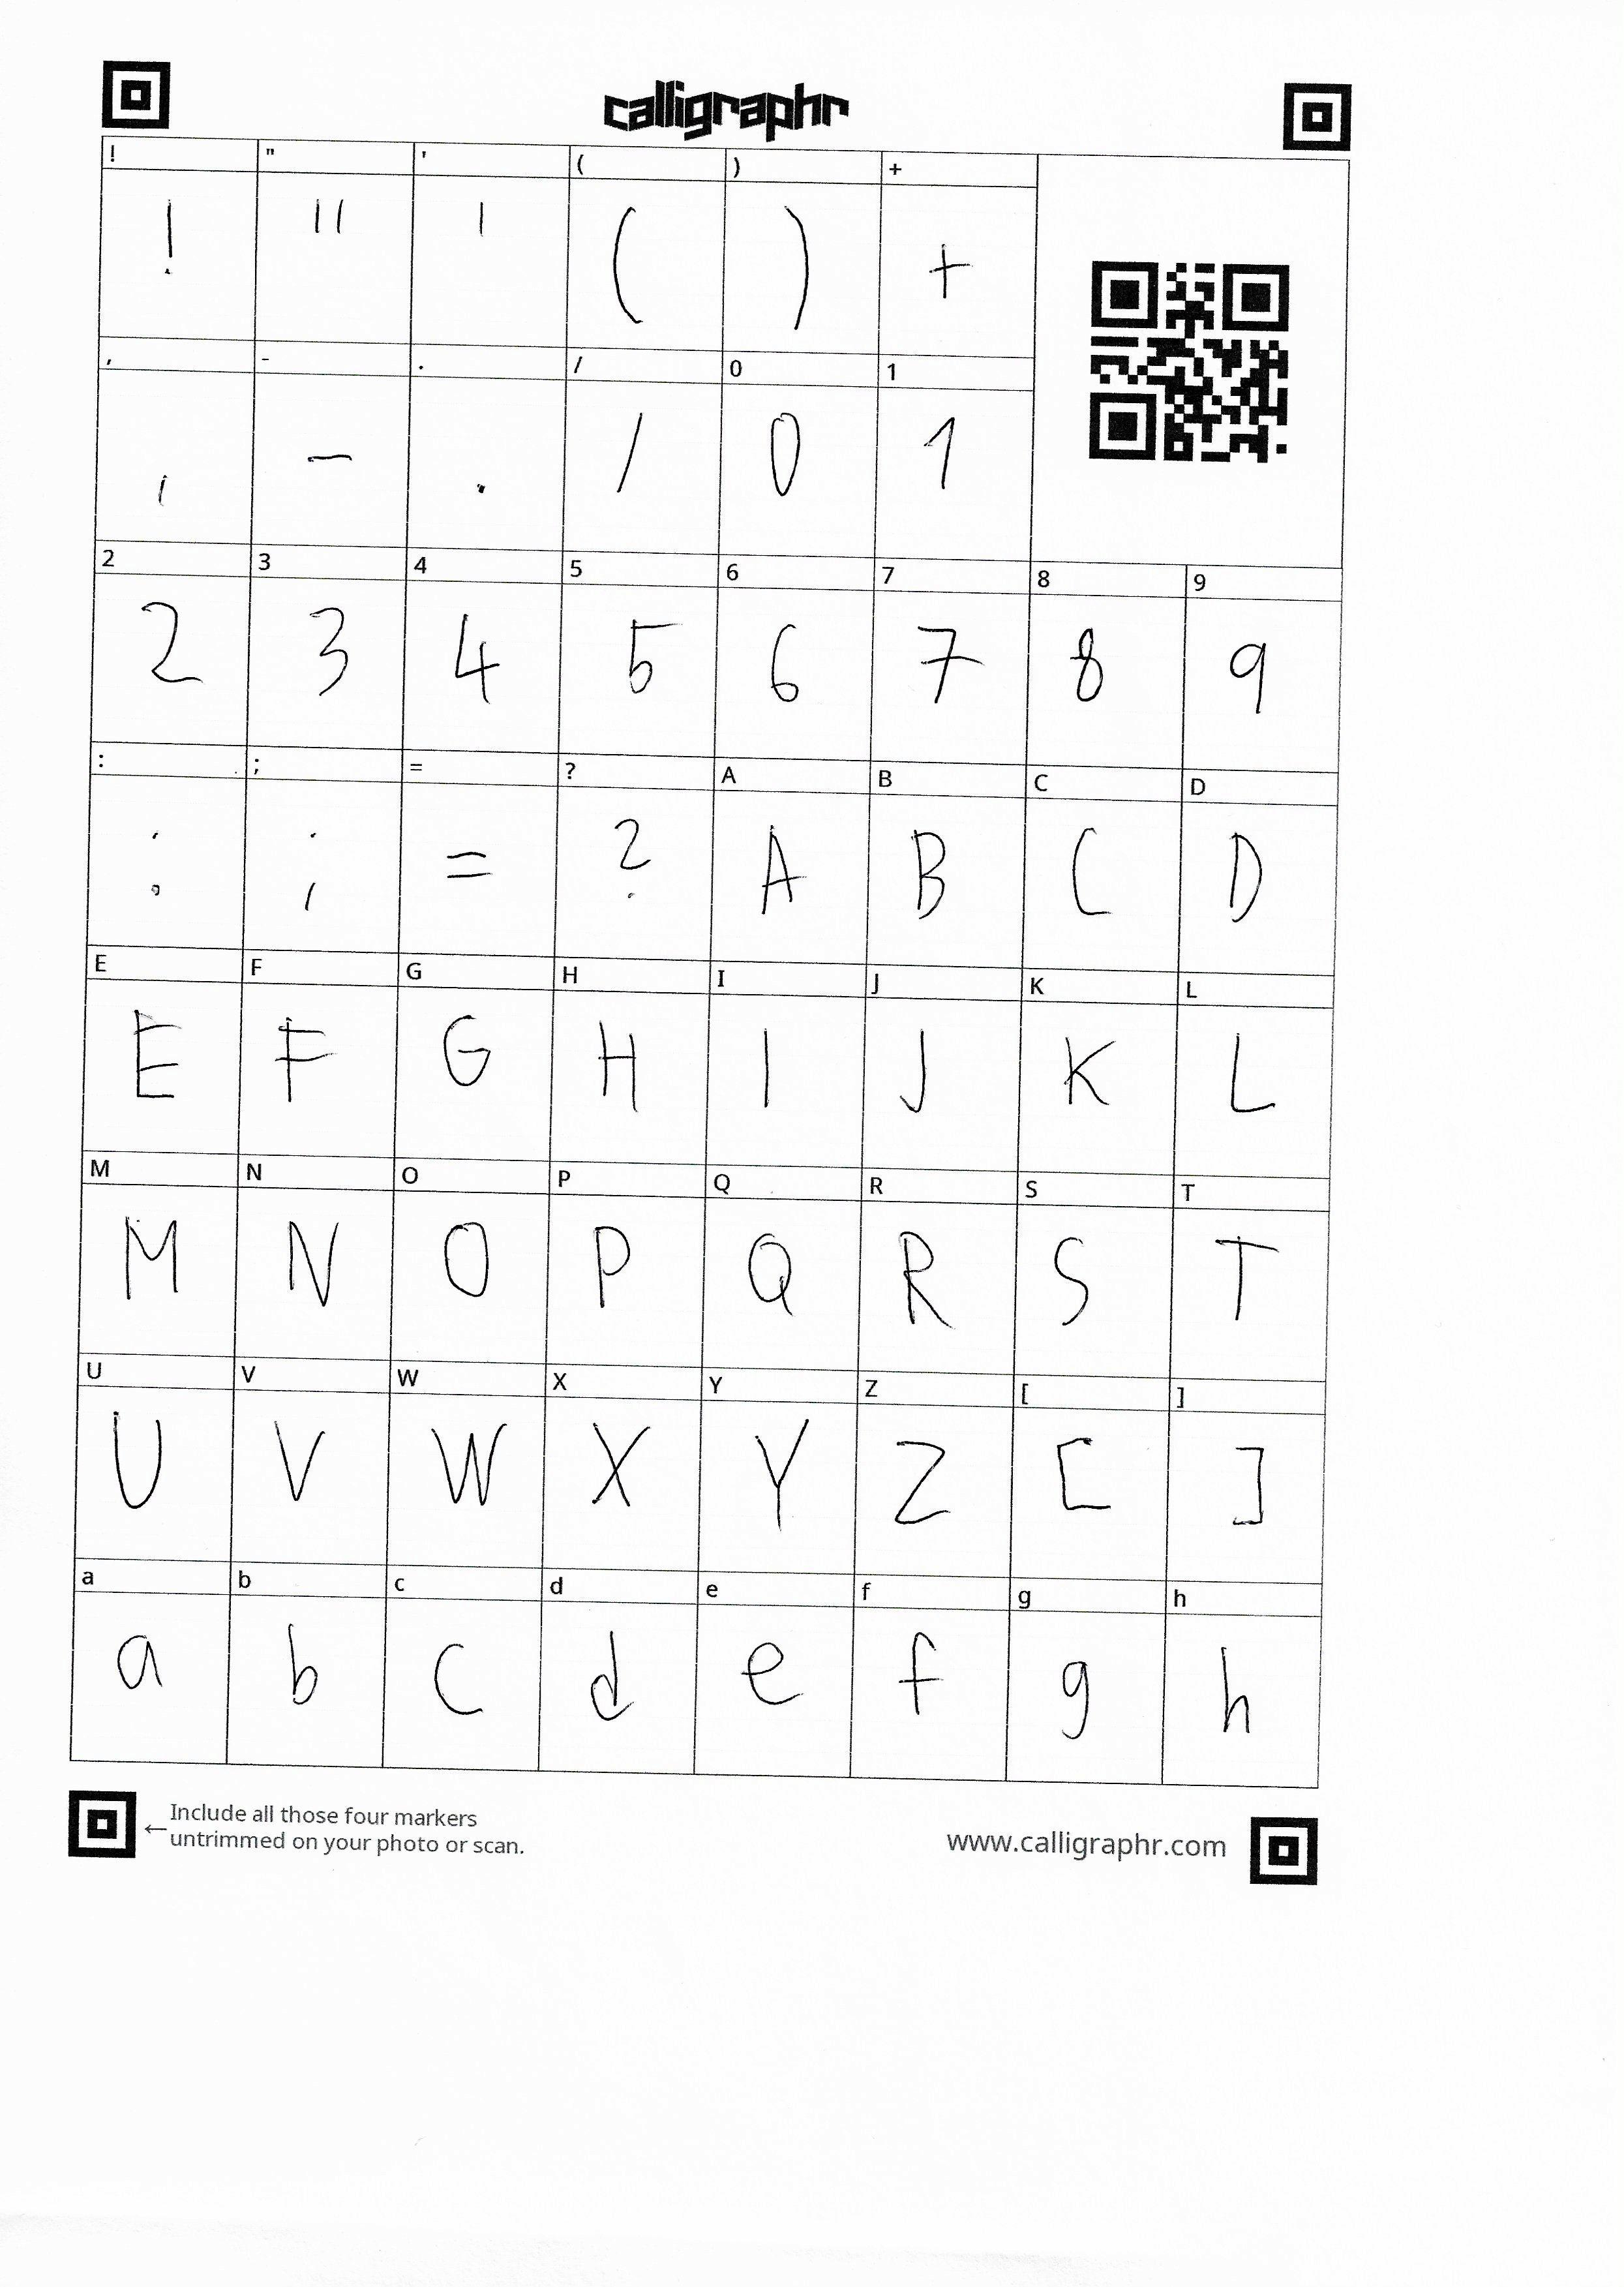 calligraphr
! " ' ( ) +
! " ' ( ) +
, - . / 0 1
, - . / 0 1
2 3 4 5 6 7 8 9
2 3 4 5 6 7 8 9
: ; = ? A B C D
: ; = ? A B C D
E F G H I J K L
E F G H I J K L
M N O P Q R S T
M N O P Q R S T
U V W X Y Z [ ]
U V W X Y Z [ ]
a b c d e f g h
a b c d e f g h
←Include all those four markers
untrimmed on your photo or scan.
www.calligraphr.com